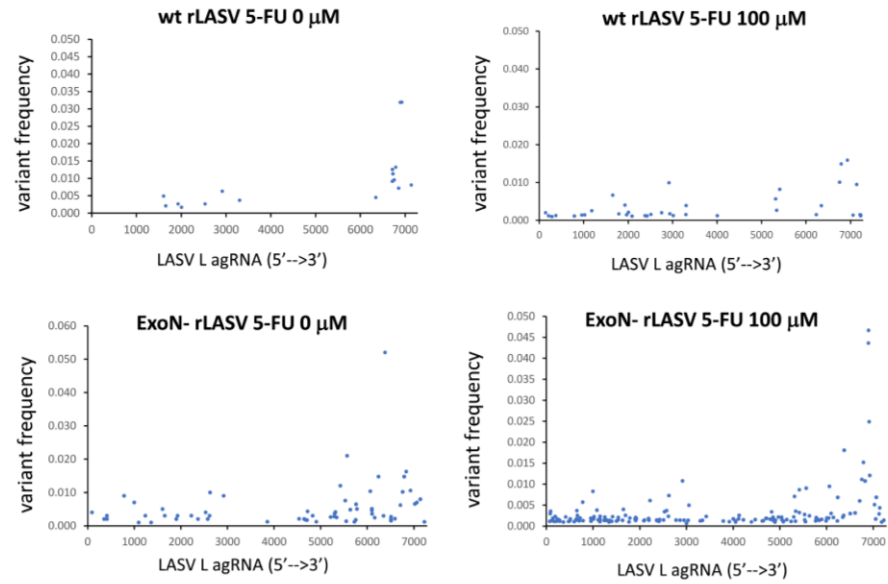 wt rLASV 5-FU 0 μM
variant frequency
0.050
0.045
0.040
0.035
0.030
0.025
0.020
0.015
0.010
0.005
0.000
0 1000 2000 3000 4000 5000 6000 7000
LASV L agRNA (5'-->3')
wt rLASV 5-FU 100 μM
variant frequency
0.050
0.040
0.030
0.020
0.010
0.000
0 1000 2000 3000 4000 5000 6000 7000
LASV L agRNA (5'-->3')
ExoN- rLASV 5-FU 0 μM
variant frequency
0.060
0.050
0.040
0.030
0.020
0.010
0.000
0 1000 2000 3000 4000 5000 6000 7000
LASV L agRNA (5'-->3')
ExoN- rLASV 5-FU 100 μM
variant frequency
0.050
0.045
0.040
0.035
0.030
0.025
0.020
0.015
0.010
0.005
0.000
0 1000 2000 3000 4000 5000 6000 7000
LASV L agRNA (5'-->3')